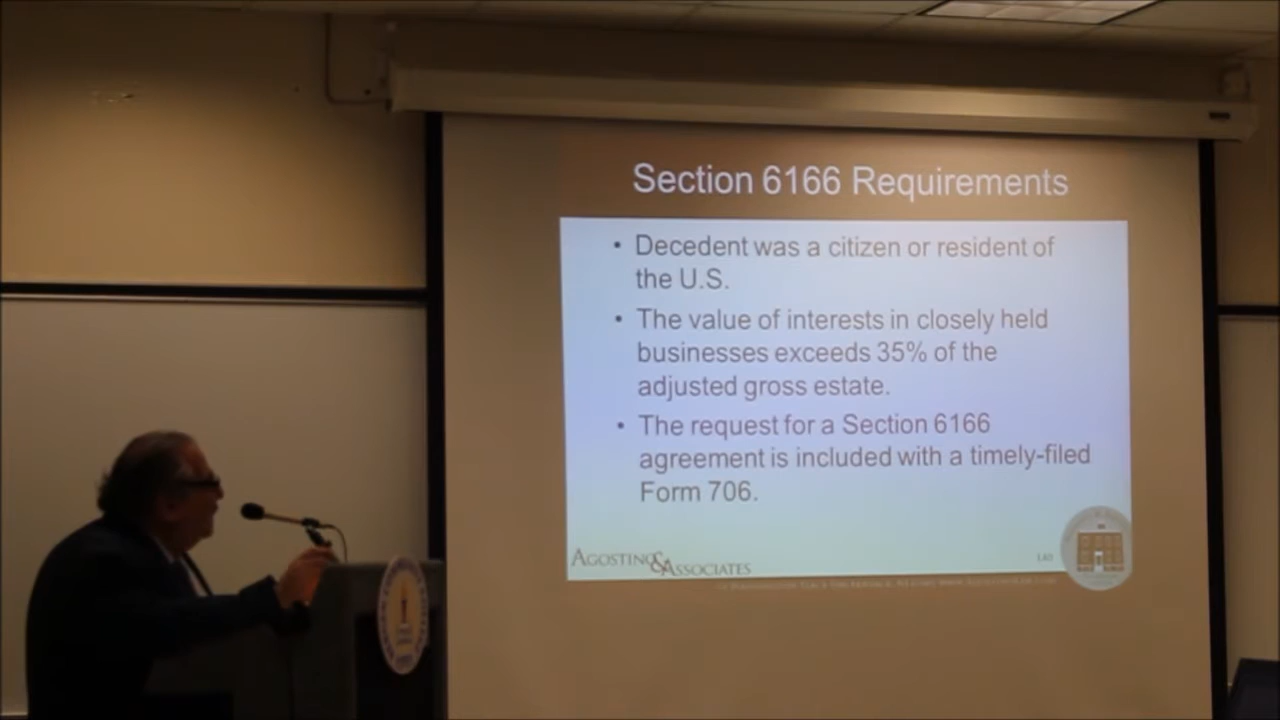 Section 6166 Requirements
• Decedent was a citizen or resident of
the U.S.
• The value of interests in closely held
businesses exceeds 35% of the
adjusted gross estate.
• The request for a Section 6166
agreement is included with a timely-filed
Form 706.
AGOSTINO & ASSOCIATES